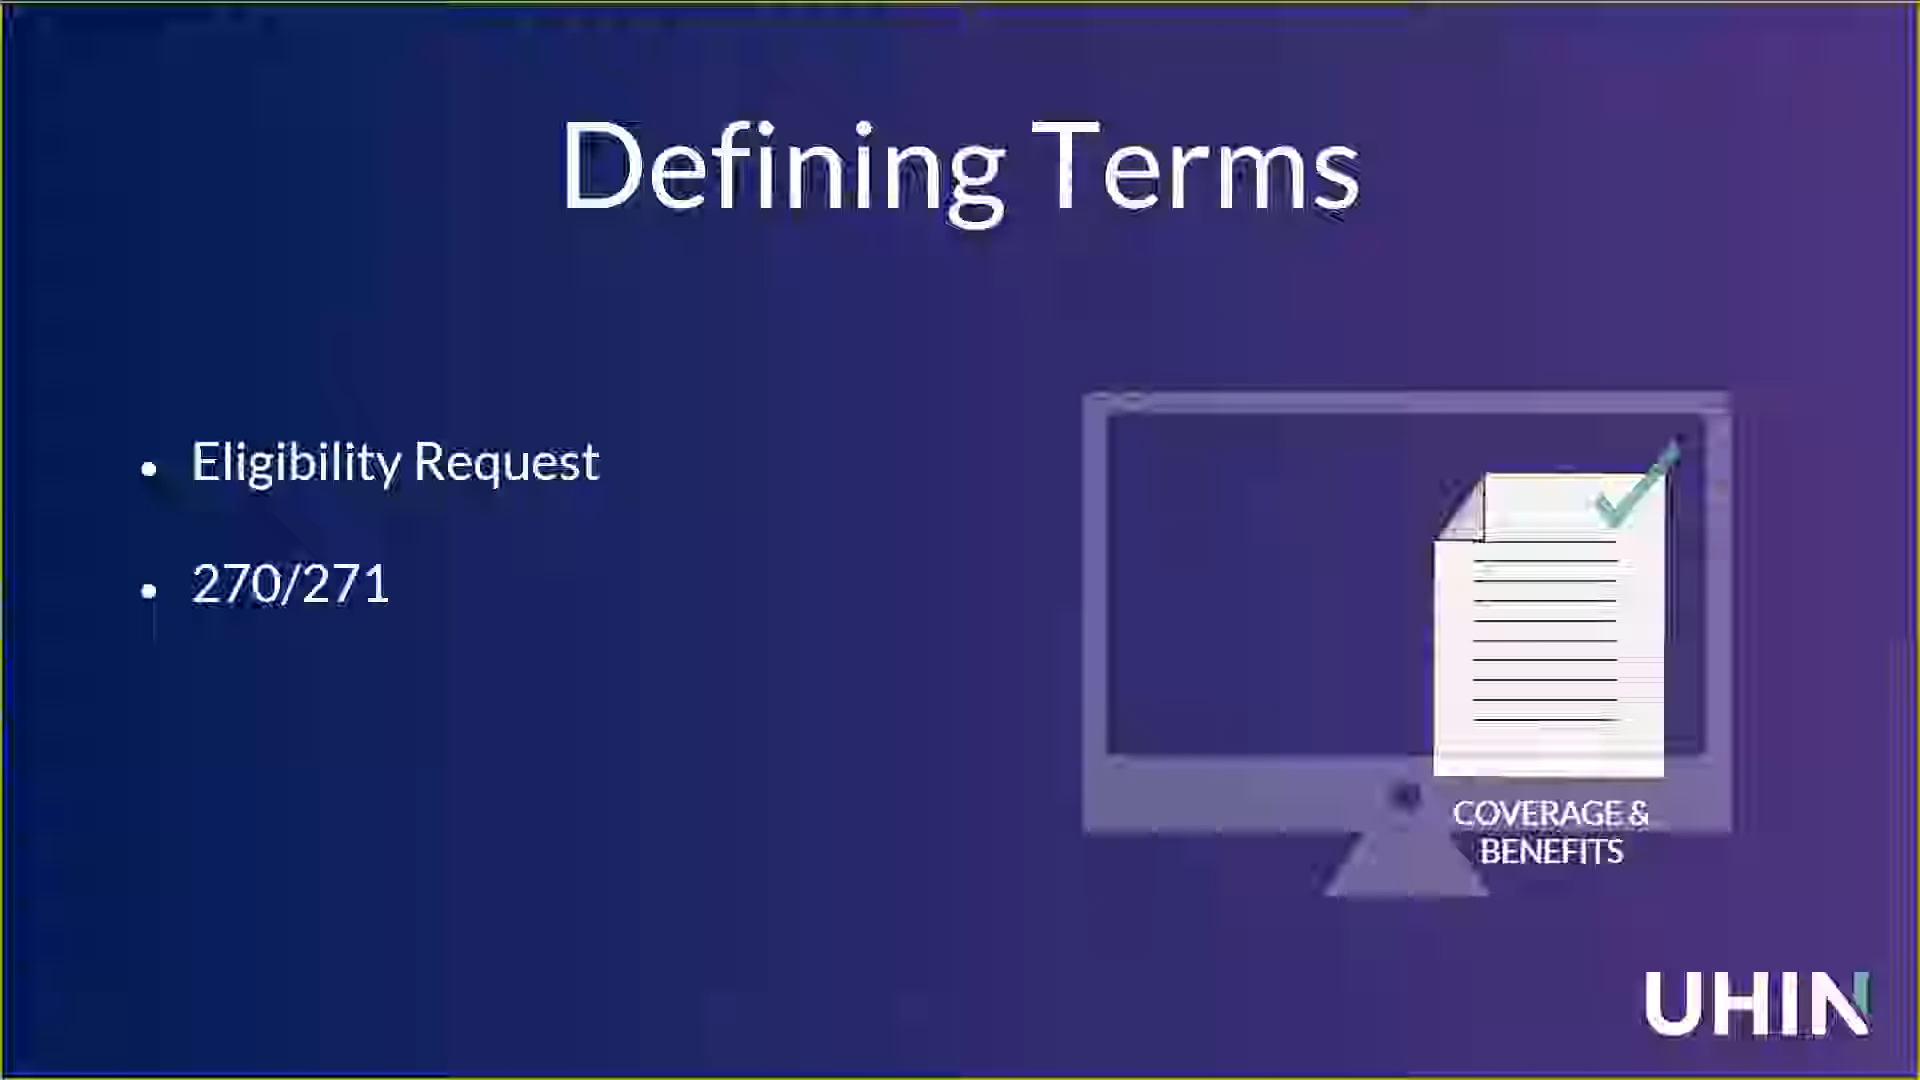 Defining Terms
• Eligibility Request
• 270/271
COVERAGE &
BENEFITS
UHIN